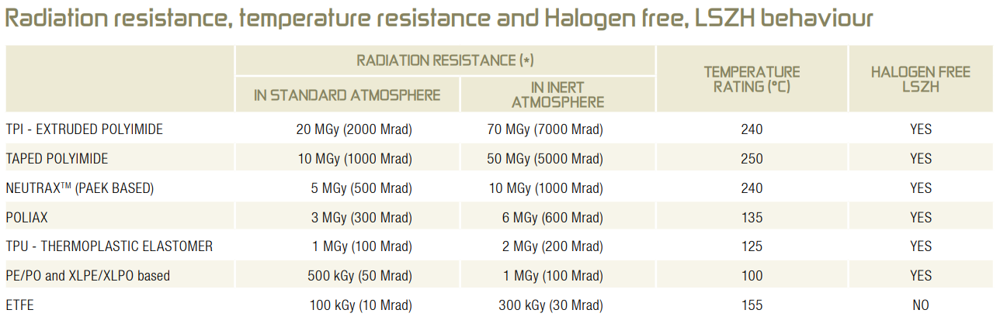 Radiation resistance, temperature resistance and Halogen free, LSZH behaviour
RADIATION RESISTANCE (*)
TEMPERATURE
RATING (°C)
HALOGEN FREE
LSZH
IN STANDARD ATMOSPHERE
IN INERT
ATMOSPHERE
TPI - EXTRUDED POLYIMIDE 20 MGy (2000 Mrad) 70 MGy (7000 Mrad) 240 YES
TAPED POLYIMIDE 10 MGy (1000 Mrad) 50 MGy (5000 Mrad) 250 YES
NEUTRAX™ (PAEK BASED) 5 MGy (500 Mrad) 10 MGy (1000 Mrad) 240 YES
POLIAX 3 MGy (300 Mrad) 6 MGy (600 Mrad) 135 YES
TPU - THERMOPLASTIC ELASTOMER 1 MGy (100 Mrad) 2 MGy (200 Mrad) 125 YES
PE/PO and XLPE/XLPO based 500 kGy (50 Mrad) 1 MGy (100 Mrad) 100 YES
ETFE 100 kGy (10 Mrad) 300 kGy (30 Mrad) 155 NO